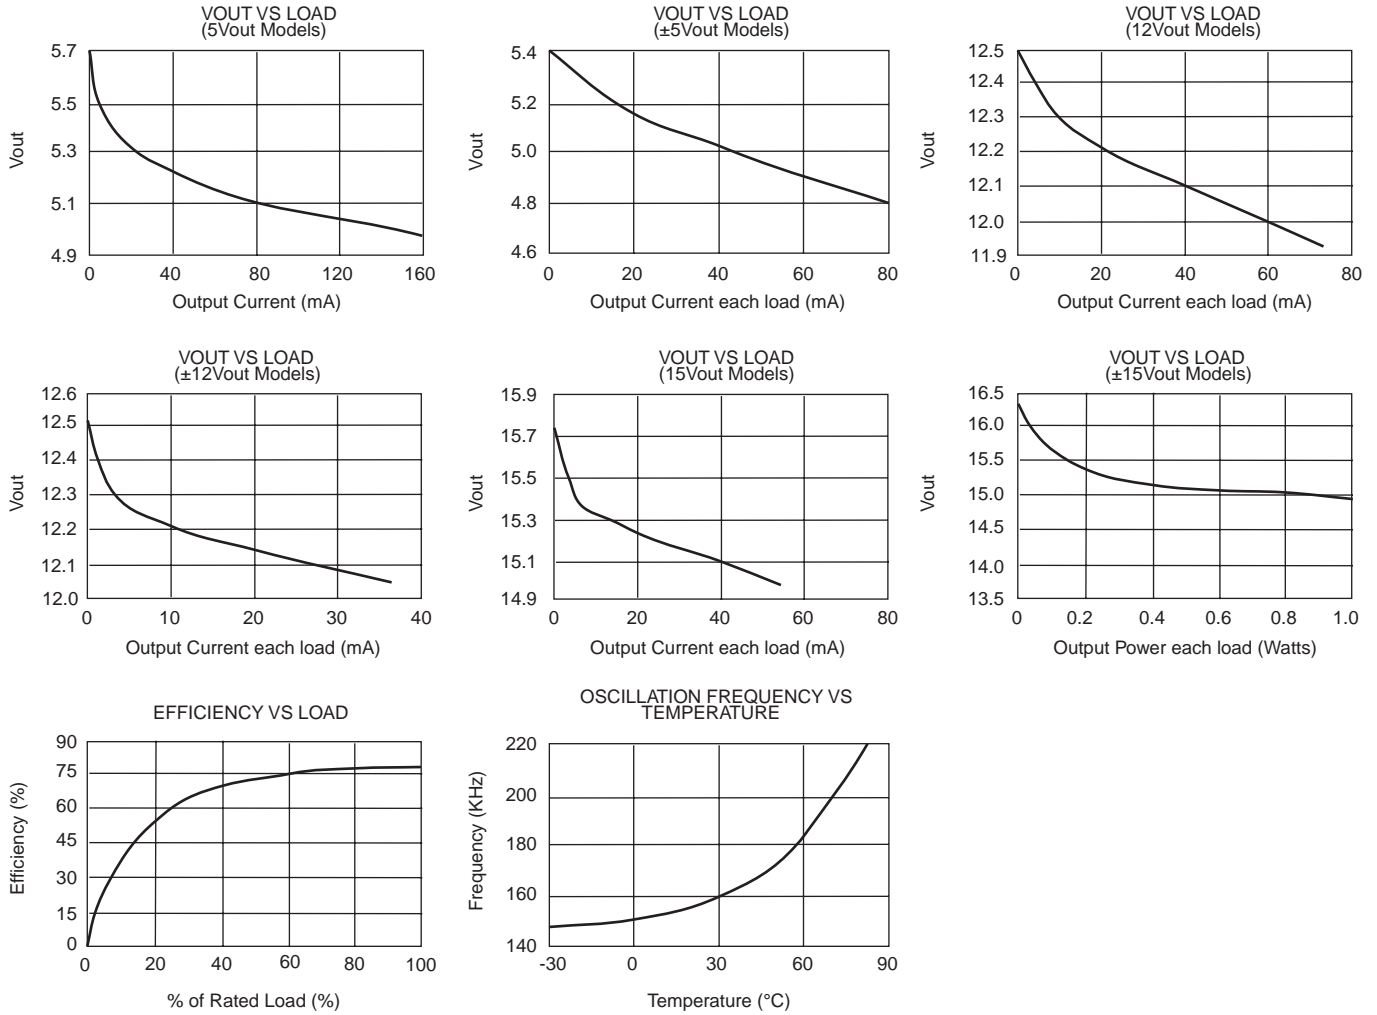 VOUT VS LOAD
(5Vout Models)
5.7
5.5
5.3
5.1
4.9
Vout
0 40 80 120 160
Output Current (mA)
VOUT VS LOAD
(±5Vout Models)
5.4
5.2
5.0
4.8
4.6
Vout
0 20 40 60 80
Output Current each load (mA)
VOUT VS LOAD
(12Vout Models)
12.5
12.4
12.3
12.2
12.1
12.0
11.9
Vout
0 20 40 60 80
Output Current each load (mA)
VOUT VS LOAD
(±12Vout Models)
12.6
12.5
12.4
12.3
12.2
12.1
12.0
Vout
0 10 20 30 40
Output Current each load (mA)
VOUT VS LOAD
(15Vout Models)
15.9
15.7
15.5
15.3
15.1
14.9
Vout
0 20 40 60 80
Output Current each load (mA)
VOUT VS LOAD
(±15Vout Models)
16.5
16.0
15.5
15.0
14.5
14.0
13.5
Vout
0 0.2 0.4 0.6 0.8 1.0
Output Power each load (Watts)
EFFICIENCY VS LOAD
90
75
60
45
30
15
0
Efficiency (%)
0 20 40 60 80 100
% of Rated Load (%)
OSCILLATION FREQUENCY VS
TEMPERATURE
220
200
180
160
140
Frequency (KHz)
-30 0 30 60 90
Temperature (°C)